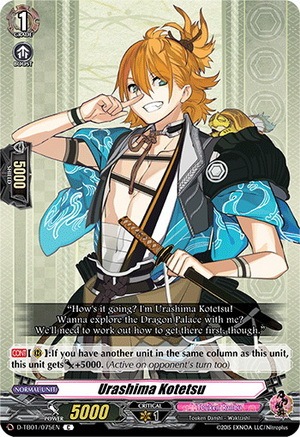 1
GRADE
BOOST
5000
SHIELD
"How's it going? I'm Urashima Kotetsu!
Wanna explore the Dragon Palace with me?
We'll need to work out how to get there first, though."
CONT【 】:If you have another unit in the same column as this unit,
this unit gets +5000. (Active on opponent's turn too)
NORMAL UNIT
Urashima Kotetsu
POWER 5000
CRITICAL 1
Touken Danshi - Wakizashi
D-TB01/075EN C ©2015 EXNOA LLC/Nitroplus